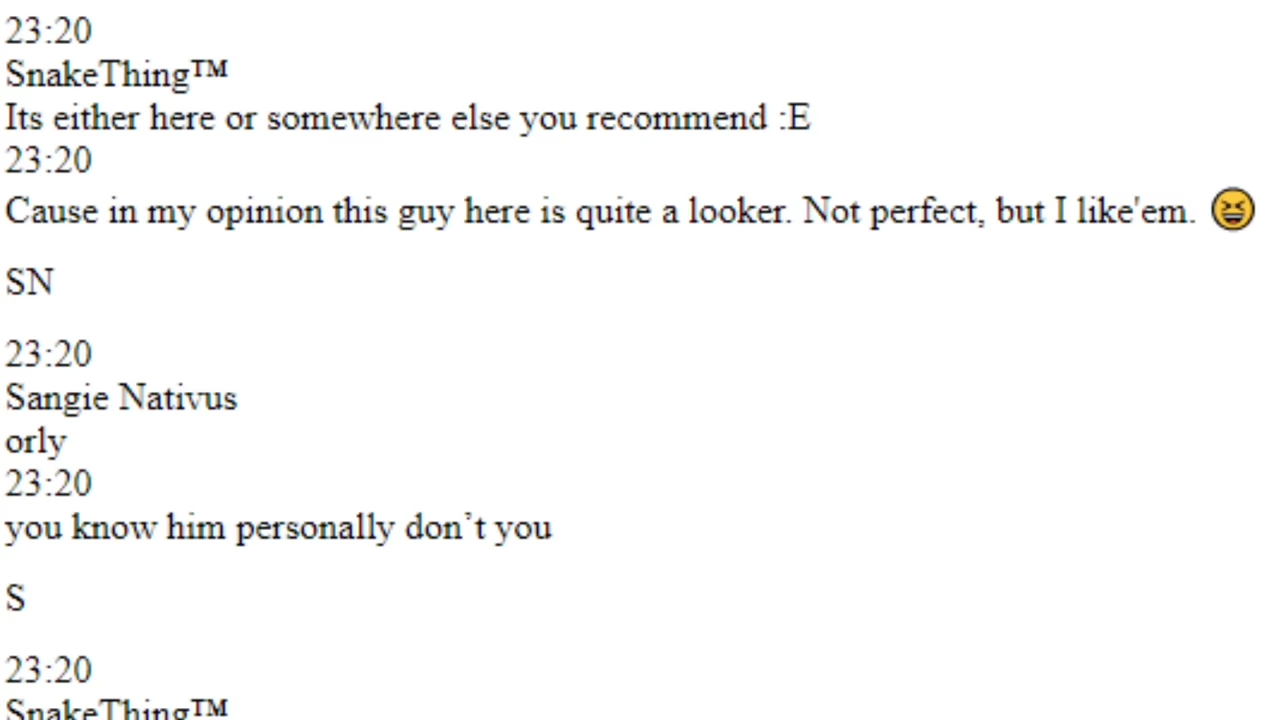 23:20
SnakeThing™
Its either here or somewhere else you recommend :E
23:20
Cause in my opinion this guy here is quite a looker. Not perfect, but I like'em. 😆
SN
23:20
Sangie Nativus
orly
23:20
you know him personally don’t you
S
23:20
SnakeThing™